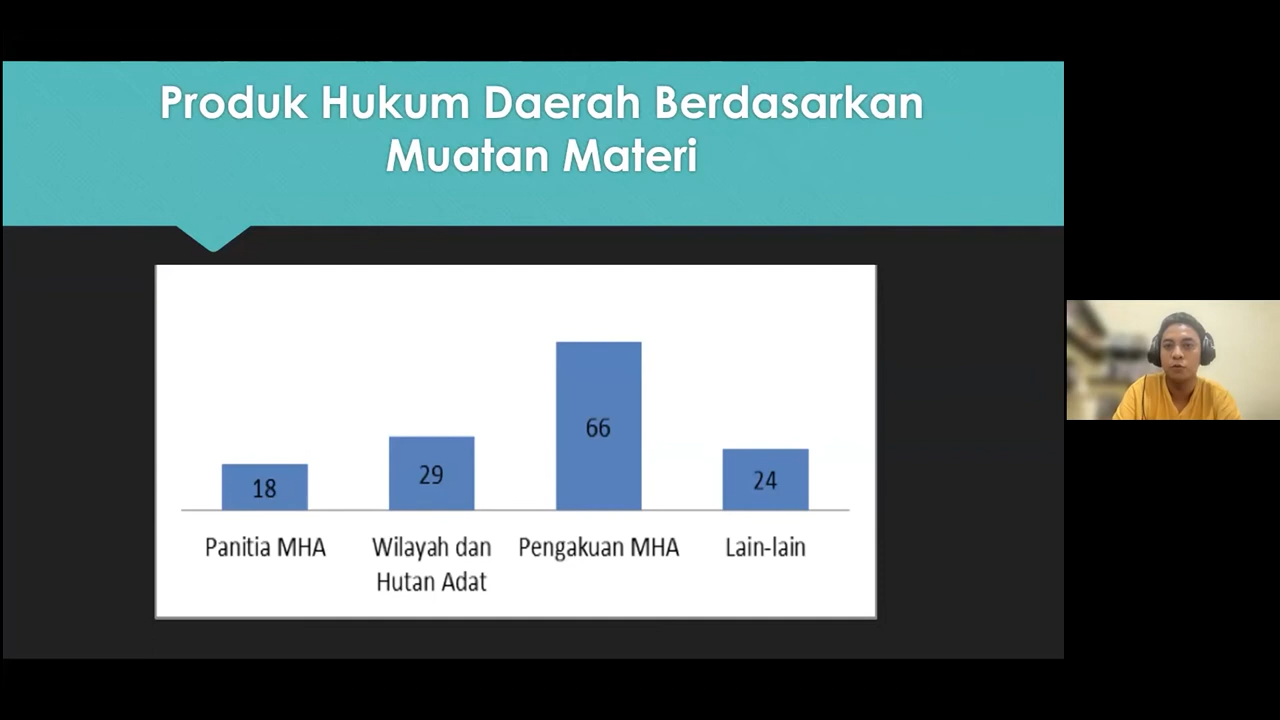 Produk Hukum Daerah Berdasarkan
Muatan Materi
18
29
66
24
Panitia MHA
Wilayah dan
Hutan Adat
Pengakuan MHA
Lain-lain